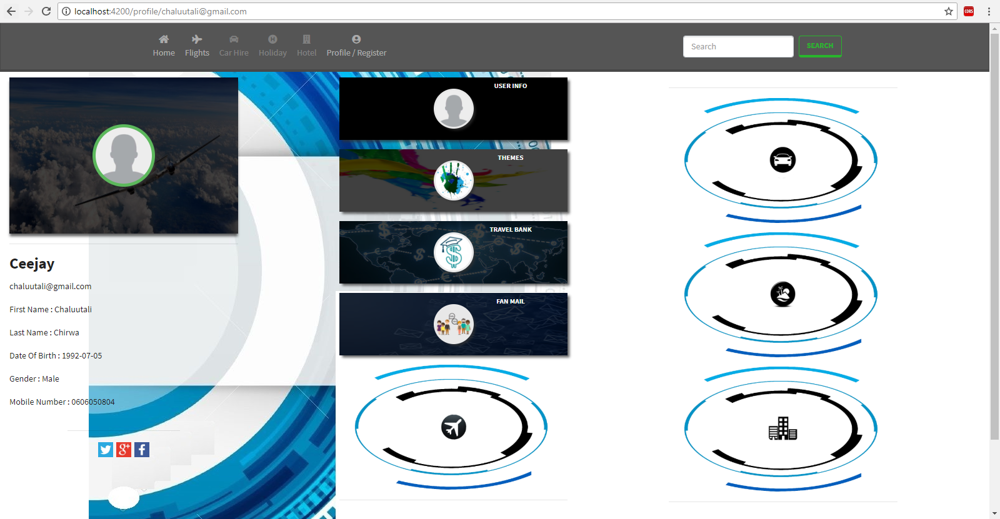 localhost:4200/profile/chaluutali@gmail.com
CORS
Home Flights Car Hire Holiday Hotel Profile / Register
Search SEARCH
Ceejay
chaluutali@gmail.com
First Name : Chaluutali
Last Name : Chirwa
Date Of Birth : 1992-07-05
Gender : Male
Mobile Number : 0606050804
g+ f
USER INFO
THEMES
TRAVEL BANK
FAN MAIL